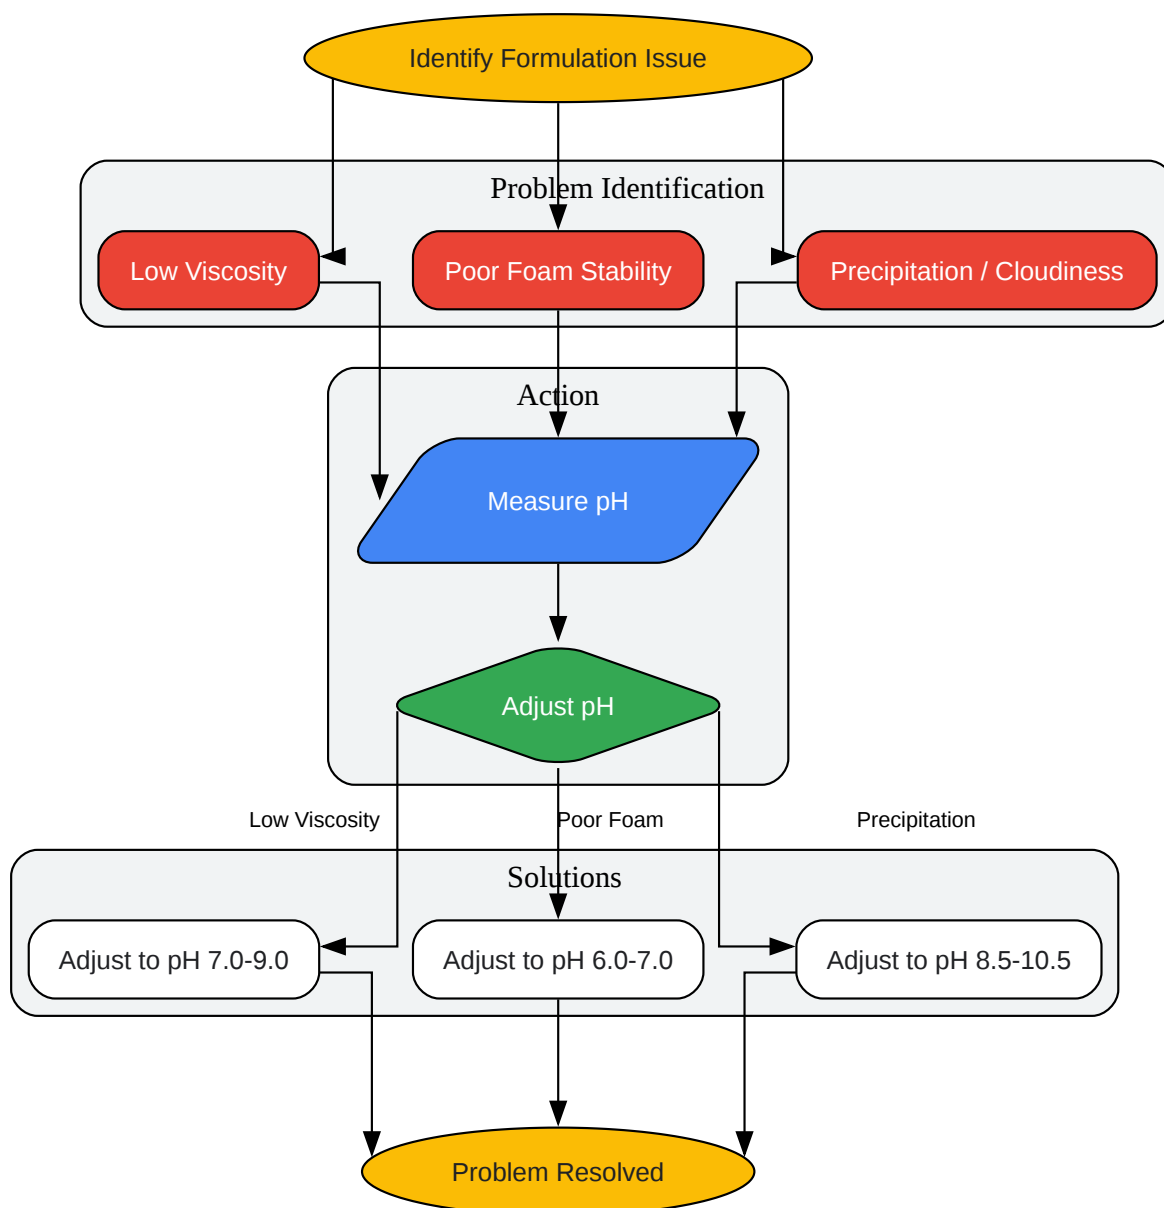 Identify Formulation Issue
Problem Identification
Low Viscosity
Poor Foam Stability
Precipitation / Cloudiness
Action
Measure pH
Adjust pH
Low Viscosity
Poor Foam
Precipitation
Solutions
Adjust to pH 7.0-9.0
Adjust to pH 6.0-7.0
Adjust to pH 8.5-10.5
Problem Resolved